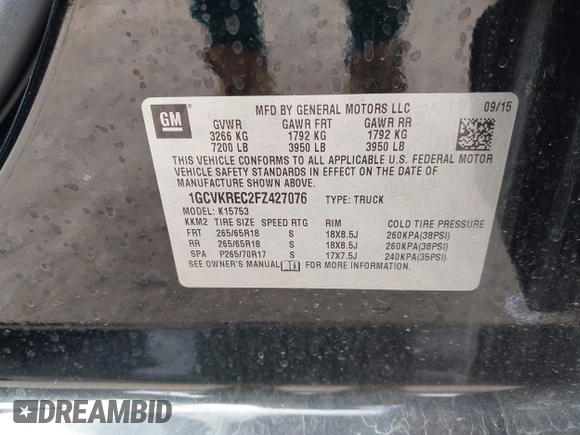 GM
MFD BY GENERAL MOTORS LLC 09/15
GVWR GAWR FRT GAWR RR
3266 KG 1792 KG 1792 KG
7200 LB 3950 LB 3950 LB
THIS VEHICLE CONFORMS TO ALL APPLICABLE U.S. FEDERAL MOTOR
VEHICLE SAFETY STANDARDS IN EFFECT ON THE DATE OF
MANUFACTURE SHOWN ABOVE.
1GCVKREC2FZ427076 TYPE: TRUCK
MODEL: K15753
KKM2 TIRE SIZE SPEED RTG RIM COLD TIRE PRESSURE
FRT 265/65R18 S 18X8.5J 260KPA(38PSI)
RR 265/65R18 S 18X8.5J 260KPA(38PSI)
SPA P265/70R17 S 17X7.5J 240KPA(35PSI)
SEE OWNER'S MANUAL FOR MORE INFORMATION.
DREAMBID